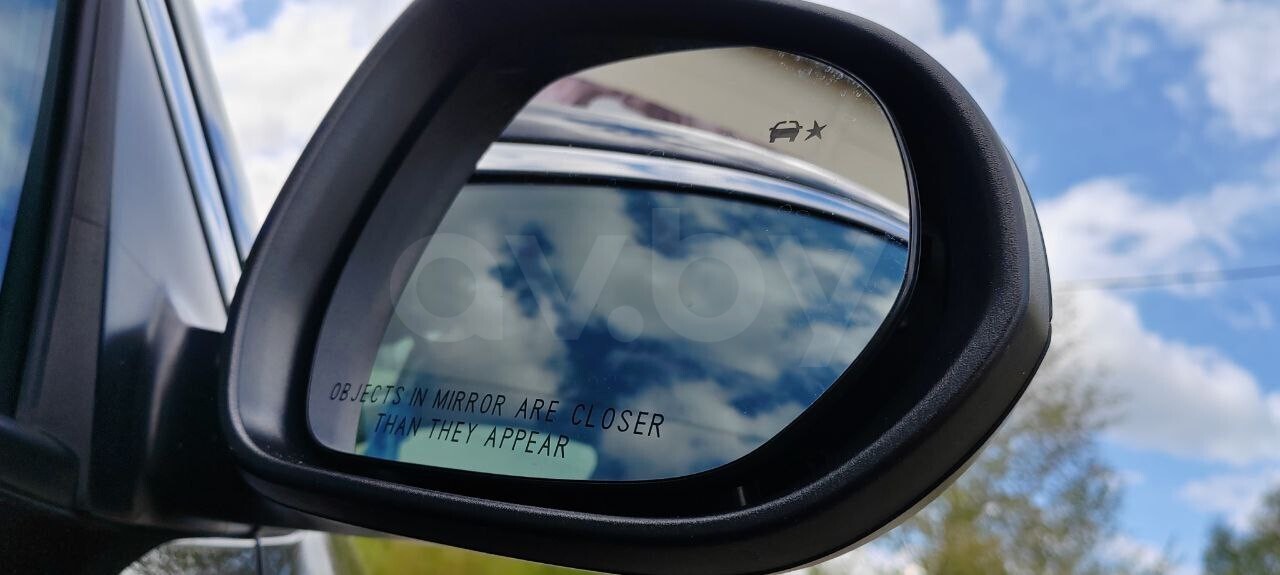 av.by
OBJECTS IN MIRROR ARE CLOSER
THAN THEY APPEAR